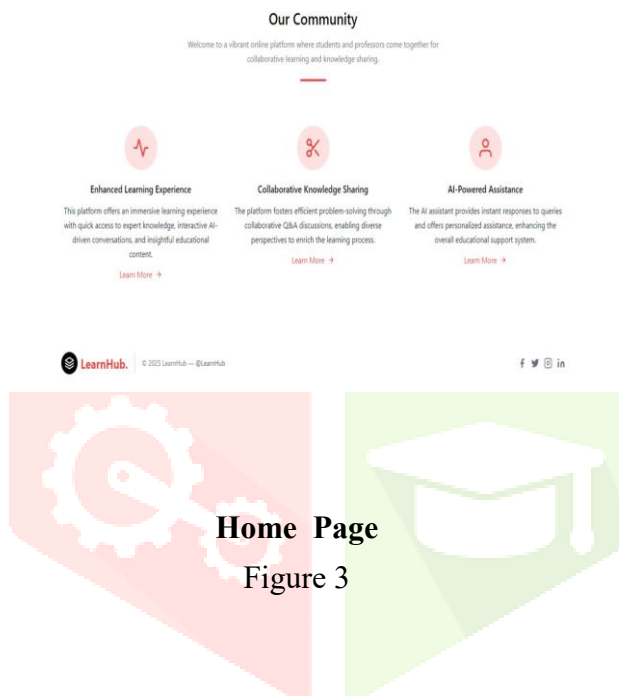 Our Community
Welcome to a vibrant online platform where students and professors come together for
collaborative learning and knowledge sharing.
Enhanced Learning Experience
This platform offers an immersive learning experience
with quick access to expert knowledge, interactive AI-
driven conversations, and insightful educational
content.
Learn More →
Collaborative Knowledge Sharing
The platform fosters efficient problem-solving through
collaborative Q&A discussions, enabling diverse
perspectives to enrich the learning process.
Learn More →
AI-Powered Assistance
The AI assistant provides instant responses to queries
and offers personalized assistance, enhancing the
overall educational support system.
Learn More →
LearnHub. © 2025 LearnHub — @LearnHub
Home Page
Figure 3